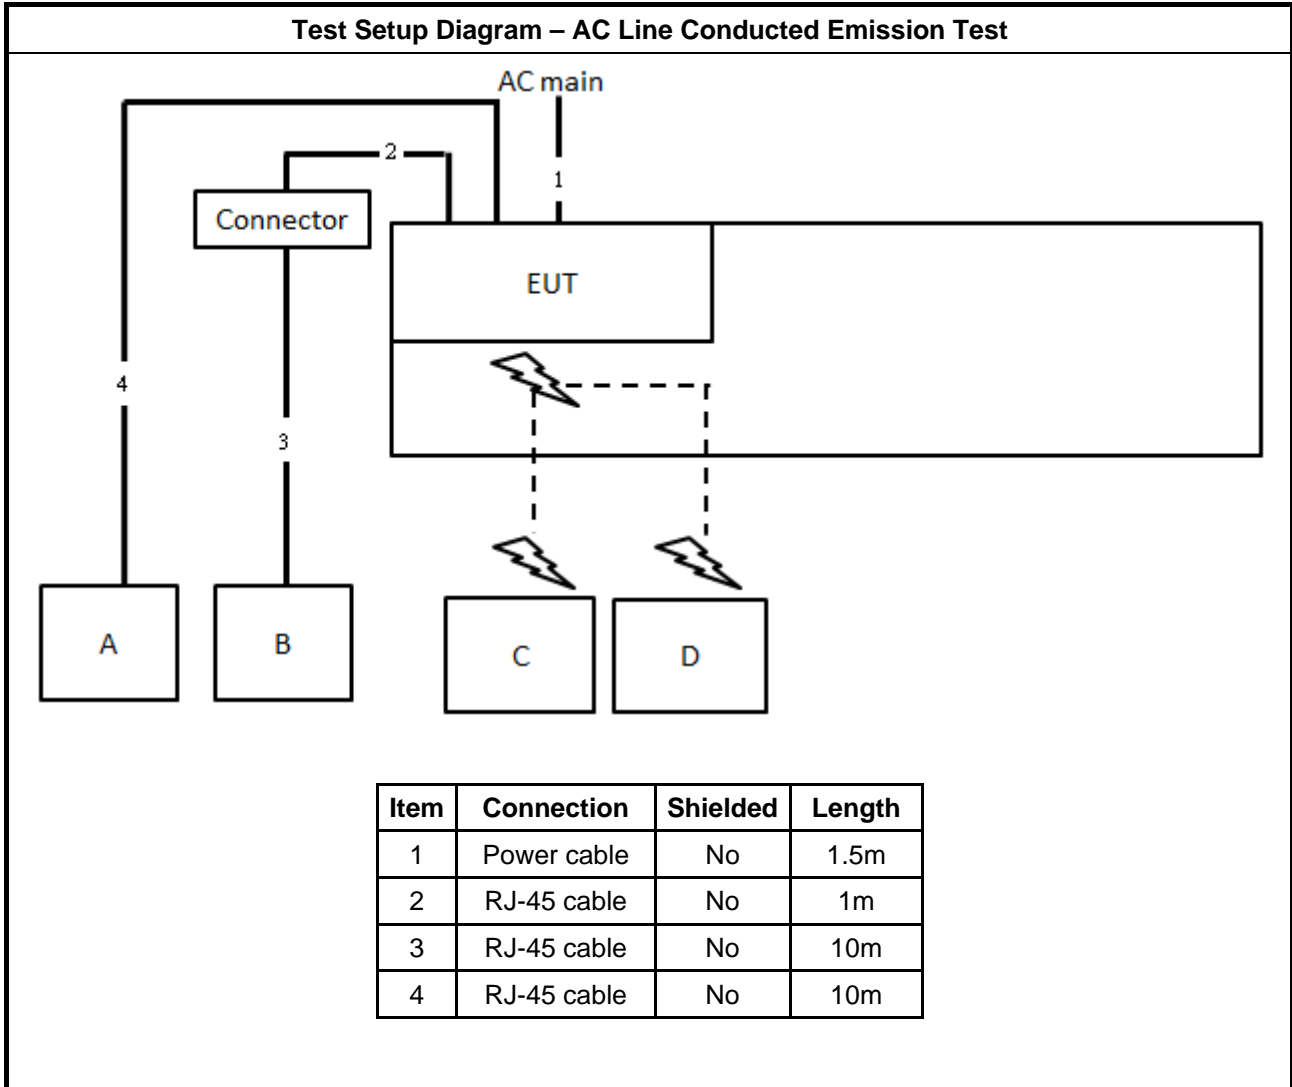 Test Setup Diagram – AC Line Conducted Emission Test
AC main
2
1
Connector
EUT
4
3
A
B
C
D
Item Connection Shielded Length
1 Power cable No 1.5m
2 RJ-45 cable No 1m
3 RJ-45 cable No 10m
4 RJ-45 cable No 10m